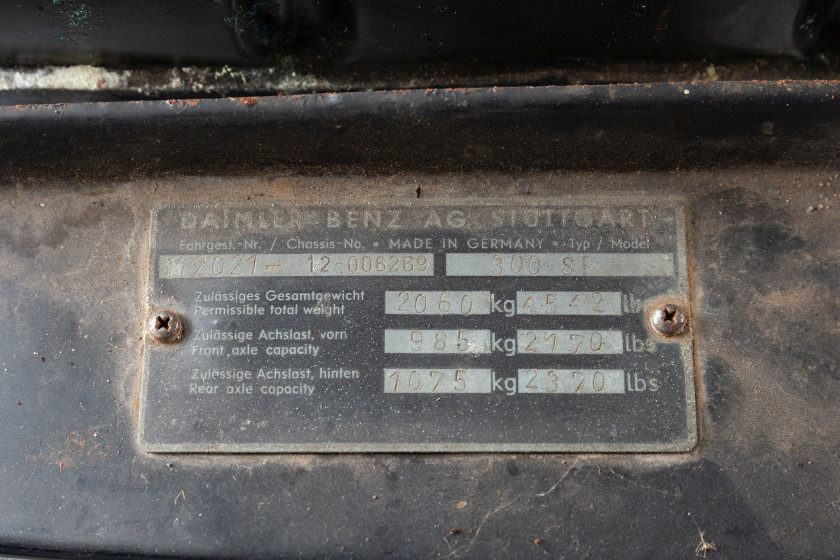 DAIMLER-BENZ AG. STUTTGART
Fahrgest.-Nr. / Chassis-No. • MADE IN GERMANY • Typ / Model
12-006269 300 SE
Zulässiges Gesamtgewicht
Permissible total weight 2060 kg 4542 lbs
Zulässige Achslast, vorn
Front axle capacity 985 kg 2170 lbs
Zulässige Achslast, hinten
Rear axle capacity 1075 kg 2370 lbs